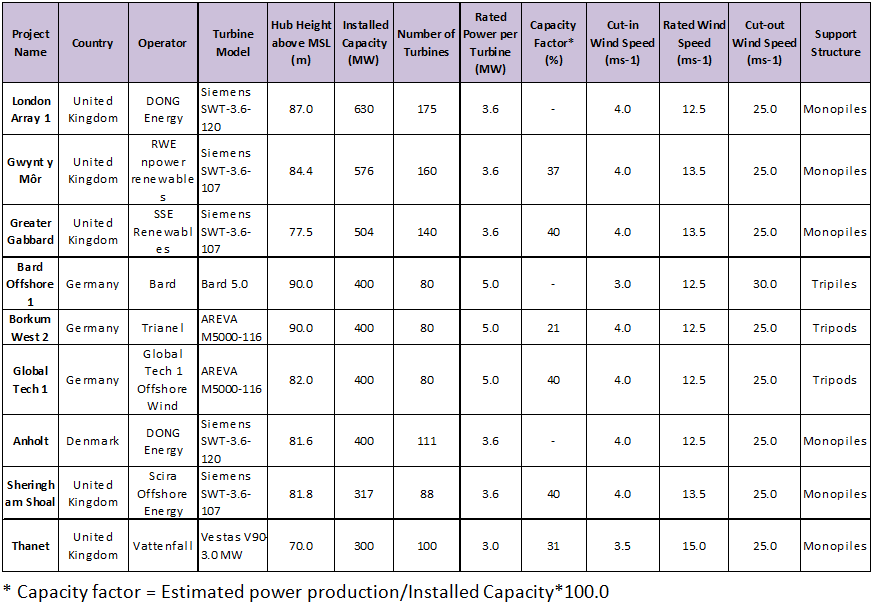 Project Name | Country | Operator | Turbine Model | Hub Height above MSL (m) | Installed Capacity (MW) | Number of Turbines | Rated Power per Turbine (MW) | Capacity Factor* (%) | Cut-in Wind Speed (ms-1) | Rated Wind Speed (ms-1) | Cut-out Wind Speed (ms-1) | Support Structure
London Array 1 | United Kingdom | DONG Energy | Siemens SWT-3.6-120 | 87.0 | 630 | 175 | 3.6 | - | 4.0 | 12.5 | 25.0 | Monopiles
Gwynt y Môr | United Kingdom | RWE npower renewables | Siemens SWT-3.6-107 | 84.4 | 576 | 160 | 3.6 | 37 | 4.0 | 13.5 | 25.0 | Monopiles
Greater Gabbard | United Kingdom | SSE Renewables | Siemens SWT-3.6-107 | 77.5 | 504 | 140 | 3.6 | 40 | 4.0 | 13.5 | 25.0 | Monopiles
Bard Offshore 1 | Germany | Bard | Bard 5.0 | 90.0 | 400 | 80 | 5.0 | - | 3.0 | 12.5 | 30.0 | Tripiles
Borkum West 2 | Germany | Trianel | AREVA M5000-116 | 90.0 | 400 | 80 | 5.0 | 21 | 4.0 | 12.5 | 25.0 | Tripods
Global Tech 1 | Germany | Global Tech 1 Offshore Wind | AREVA M5000-116 | 82.0 | 400 | 80 | 5.0 | 40 | 4.0 | 12.5 | 25.0 | Tripods
Anholt | Denmark | DONG Energy | Siemens SWT-3.6-120 | 81.6 | 400 | 111 | 3.6 | - | 4.0 | 12.5 | 25.0 | Monopiles
Sheringham Shoal | United Kingdom | Scira Offshore Energy | Siemens SWT-3.6-107 | 81.8 | 317 | 88 | 3.6 | 40 | 4.0 | 13.5 | 25.0 | Monopiles
Thanet | United Kingdom | Vattenfall | Vestas V90-3.0 MW | 70.0 | 300 | 100 | 3.0 | 31 | 3.5 | 15.0 | 25.0 | Monopiles
* Capacity factor = Estimated power production/Installed Capacity*100.0